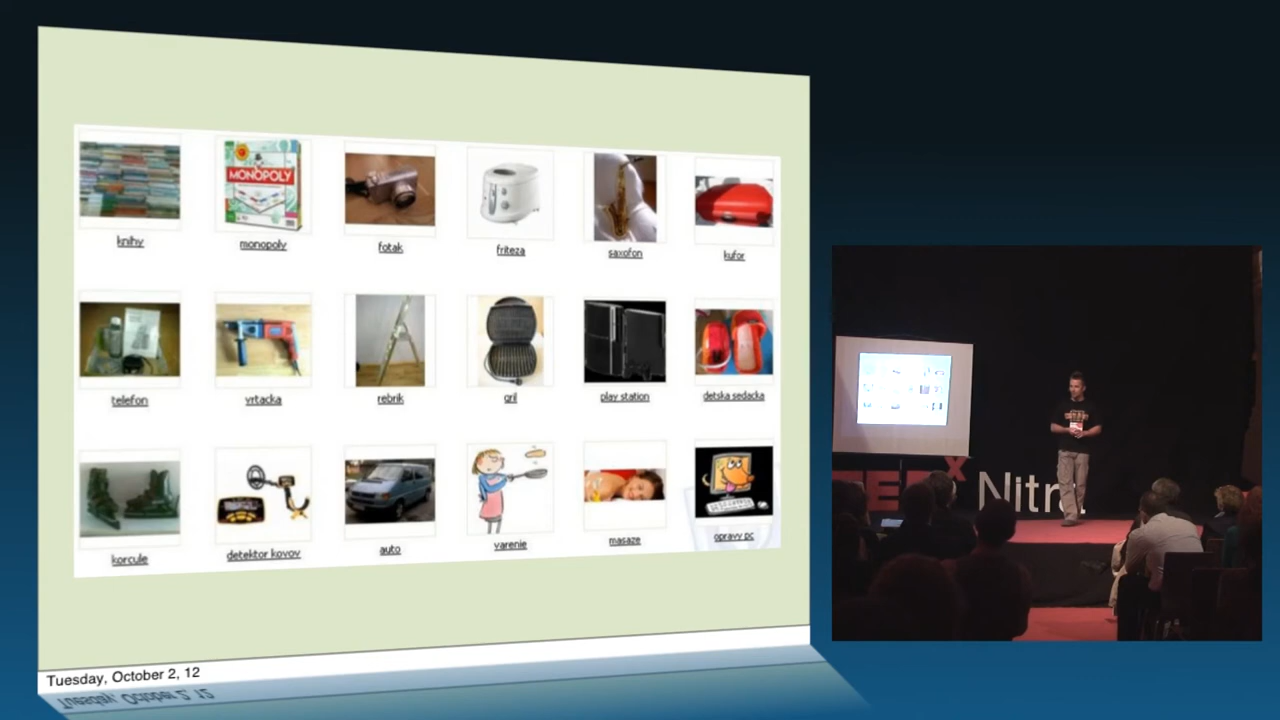 knihy
MONOPOLY
monopoly
fotak
friteza
saxofon
kufor
telefon
vrtacka
rebrik
gril
play station
detska sedacka
korcule
detektor kovov
auto
varenie
masaze
opravy pc
Tuesday, October 2, 12
TEDx Nitra